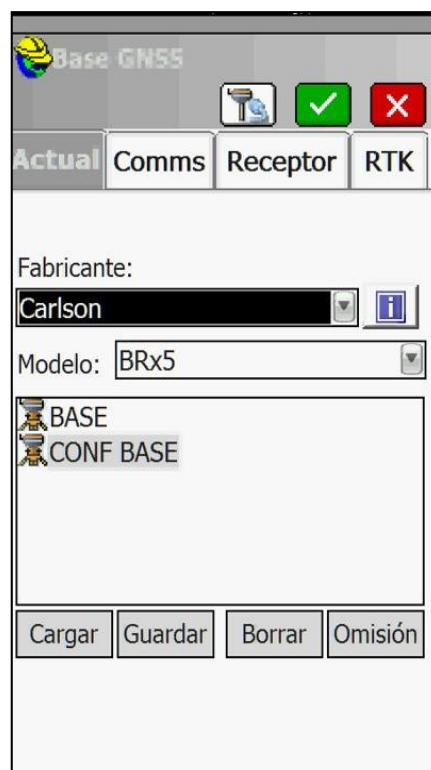 Base GNSS
Actual Comms Receptor RTK
Fabricante:
Carlson
Modelo: BRx5
BASE
CONF BASE
Cargar Guardar Borrar Omisión